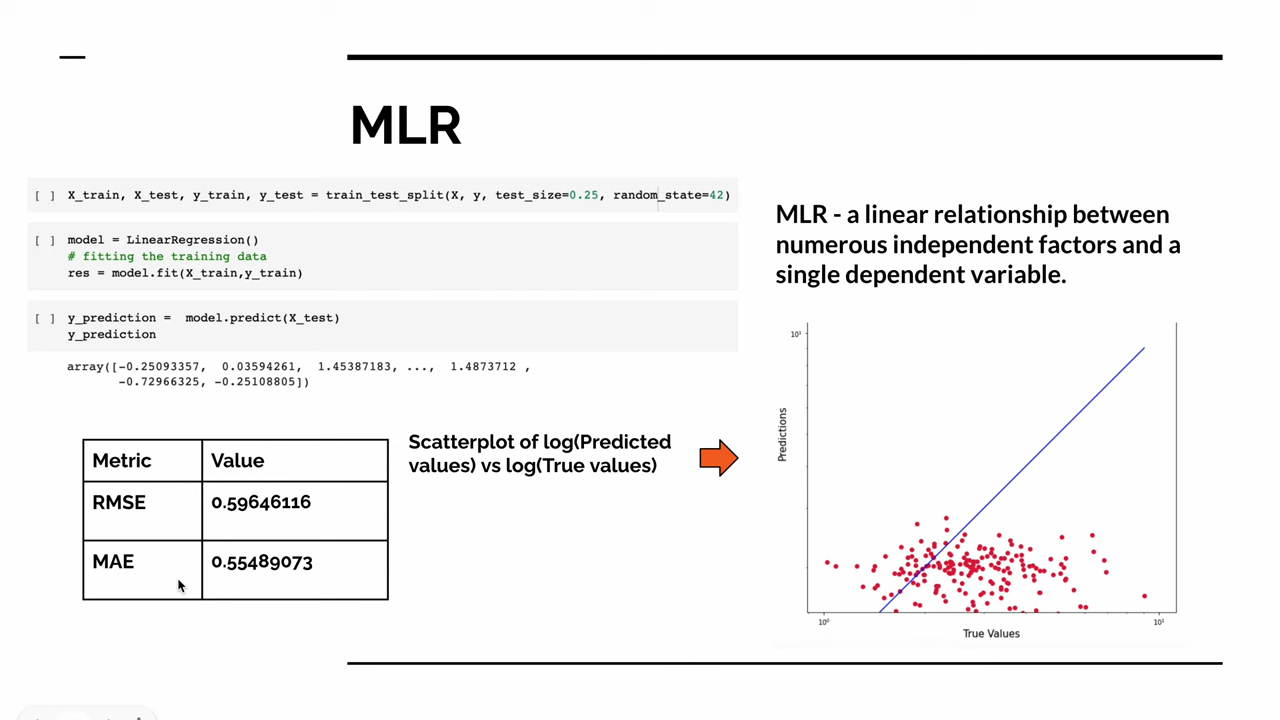 MLR
[ ] X_train, X_test, y_train, y_test = train_test_split(X, y, test_size=0.25, random_state=42)
[ ] model = LinearRegression()
# fitting the training data
res = model.fit(X_train,y_train)
[ ] y_prediction =  model.predict(X_test)
y_prediction
array([-0.25093357,  0.03594261,  1.45387183, ...,  1.4873712 ,
-0.72966325, -0.25108805])
Metric Value
RMSE 0.59646116
MAE 0.55489073
Scatterplot of log(Predicted
values) vs log(True values)
MLR - a linear relationship between
numerous independent factors and a
single dependent variable.
10¹
Predictions
10⁰ 10¹
True Values